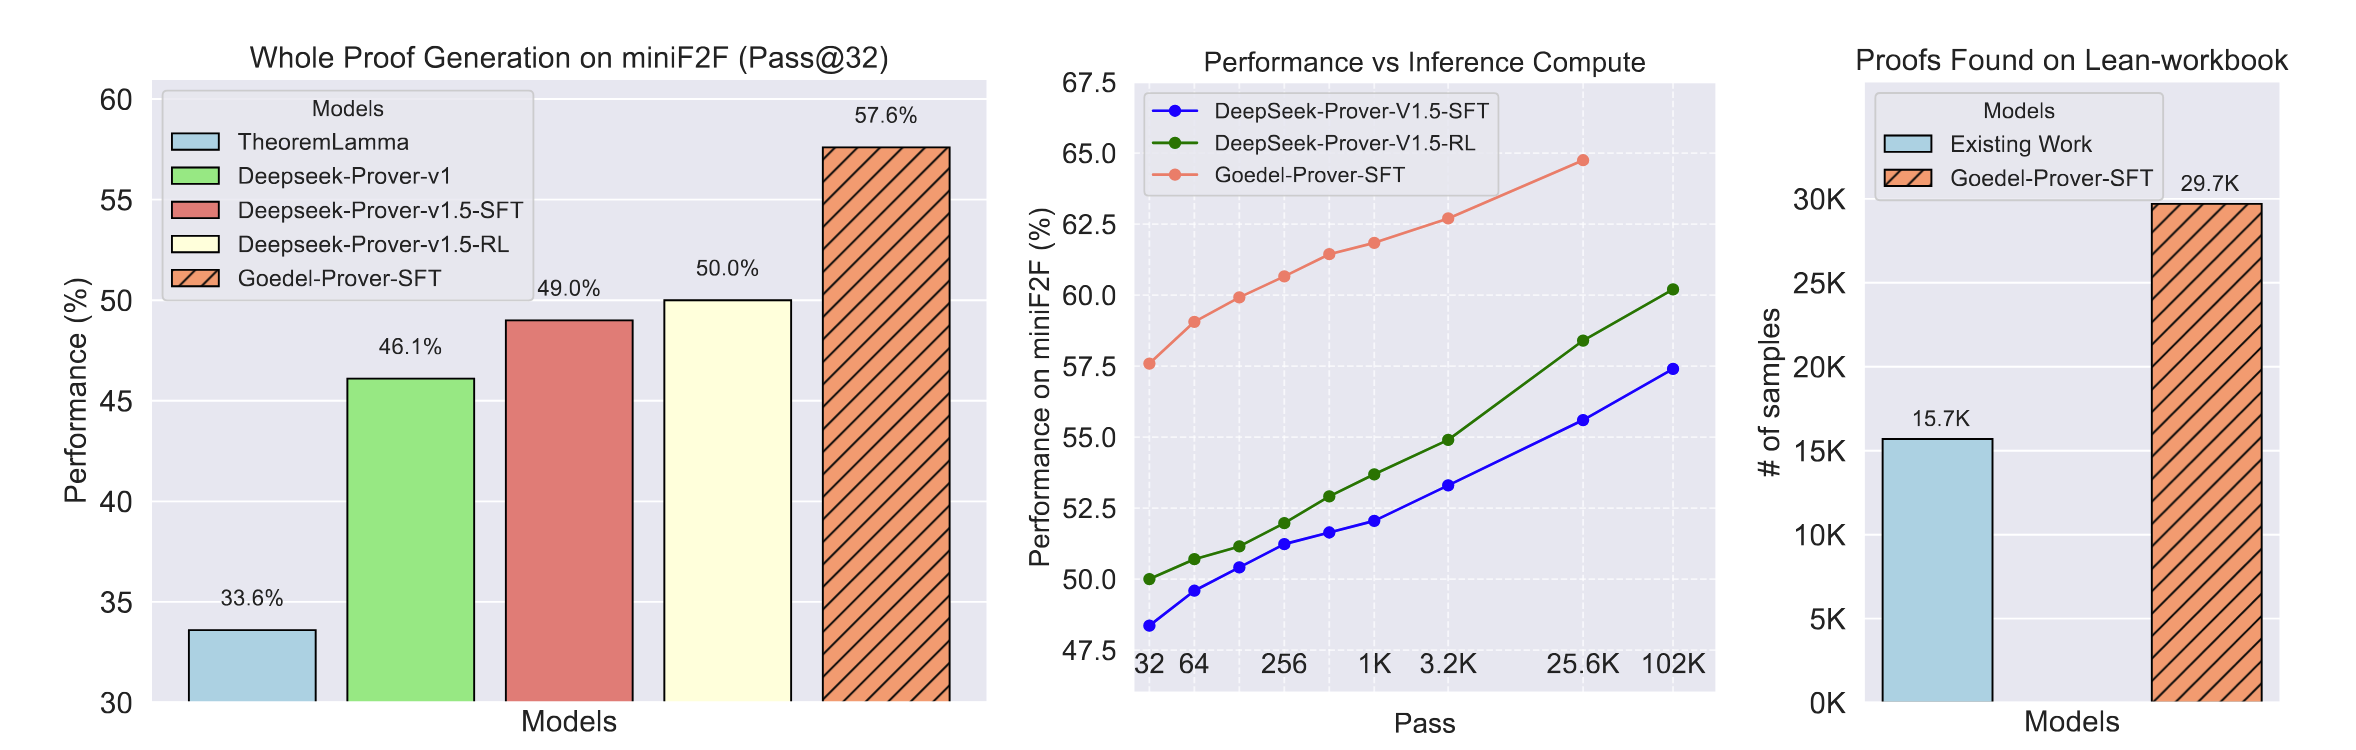 Whole Proof Generation on miniF2F (Pass@32)
Performance (%)
60
55
50
45
40
35
30
Models
TheoremLamma
Deepseek-Prover-v1
Deepseek-Prover-v1.5-SFT
Deepseek-Prover-v1.5-RL
Goedel-Prover-SFT
33.6%
46.1%
49.0%
50.0%
57.6%
Models
Performance vs Inference Compute
Performance on miniF2F (%)
67.5
65.0
62.5
60.0
57.5
55.0
52.5
50.0
47.5
DeepSeek-Prover-V1.5-SFT
DeepSeek-Prover-V1.5-RL
Goedel-Prover-SFT
32 64 256 1K 3.2K 25.6K 102K
Pass
Proofs Found on Lean-workbook
# of samples
30K
25K
20K
15K
10K
5K
0K
Models
Existing Work
Goedel-Prover-SFT
15.7K
29.7K
Models